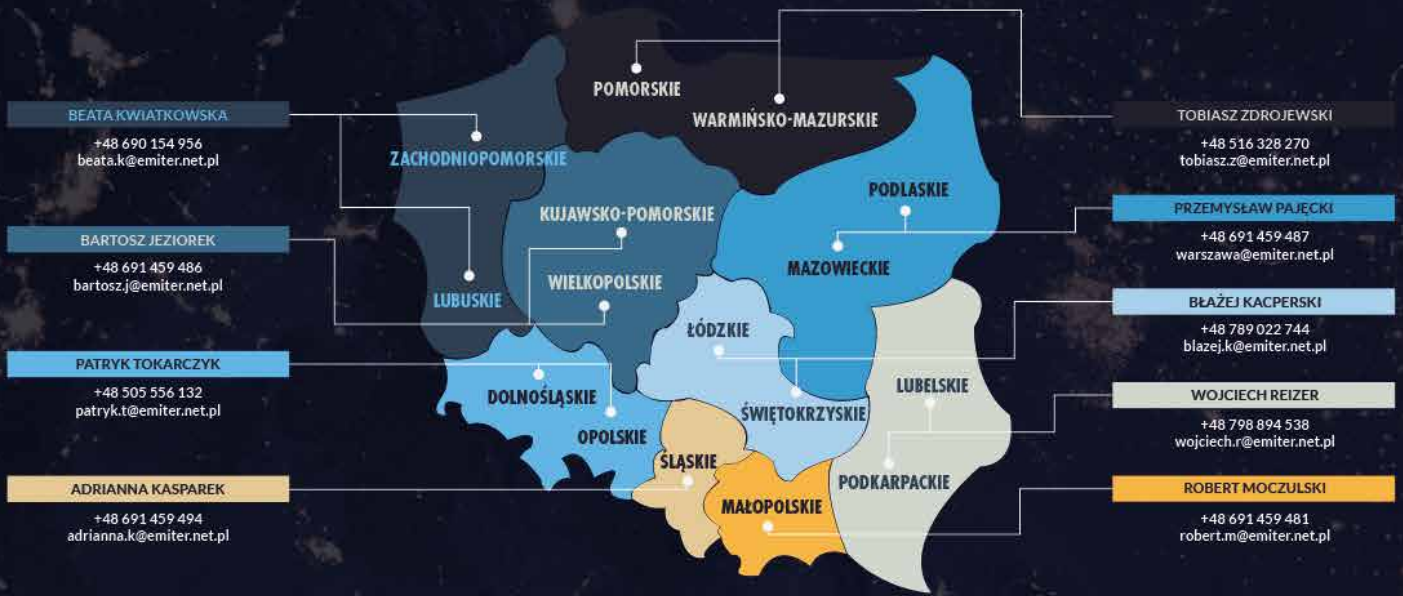 BEATA KWIATKOWSKA
+48 690 154 956
beata.k@emiter.net.pl
BARTOSZ JEZIOREK
+48 691 459 486
bartosz.j@emiter.net.pl
PATRYK TOKARCZYK
+48 505 556 132
patryk.t@emiter.net.pl
ADRIANNA KASPAREK
+48 691 459 494
adrianna.k@emiter.net.pl
POMORSKIE
WARMIŃSKO-MAZURSKIE
ZACHODNIOPOMORSKIE
PODLASKIE
KUJAWSKO-POMORSKIE
MAZOWIECKIE
WIELKOPOLSKIE
LUBUSKIE
ŁÓDZKIE
LUBELSKIE
DOLNOŚLĄSKIE
ŚWIĘTOKRZYSKIE
OPOLSKIE
ŚLĄSKIE
PODKARPACKIE
MAŁOPOLSKIE
TOBIASZ ZDROJEWSKI
+48 516 328 270
tobiasz.z@emiter.net.pl
PRZEMYSŁAW PAJĘCKI
+48 691 459 487
warszawa@emiter.net.pl
BŁAŻEJ KACPERSKI
+48 789 022 744
blazej.k@emiter.net.pl
WOJCIECH REIZER
+48 798 894 538
wojciech.r@emiter.net.pl
ROBERT MOCZULSKI
+48 691 459 481
robert.m@emiter.net.pl